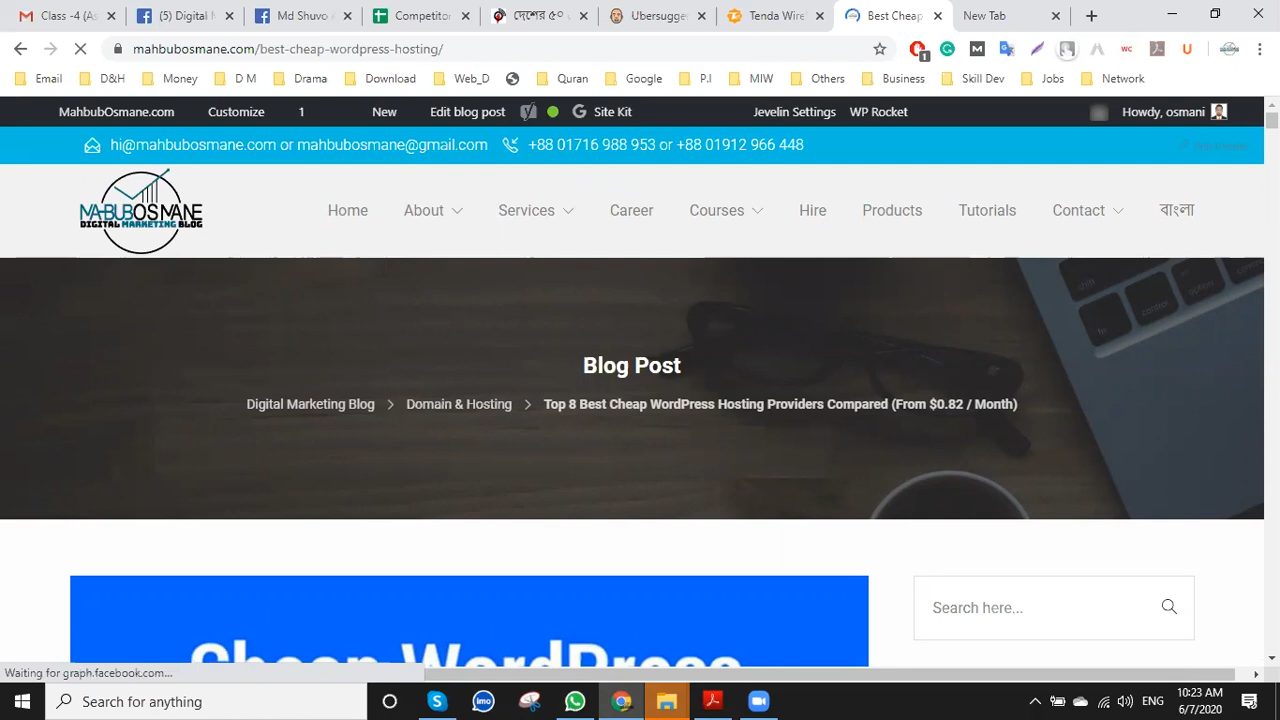 Class -4 (As
(5) Digital M
Md Shuvo A
Competitor
দেশের ৫০
Ubersugges
Tenda Wire
Best Cheap
New Tab
mahbubosmane.com/best-cheap-wordpress-hosting/
1
Email
D&H
Money
D M
Drama
Download
Web_D
Quran
Google
P.I
MIW
Others
Business
Skill Dev
Jobs
Network
MahbubOsmane.com
Customize
1
New
Edit blog post
Site Kit
Jevelin Settings
WP Rocket
Howdy, osmani
hi@mahbubosmane.com or mahbubosmane@gmail.com
+88 01716 988 953 or +88 01912 966 448
MAHBUBOSMANE
DIGITAL MARKETING BLOG
Home
About
Services
Career
Courses
Hire
Products
Tutorials
Contact
বাংলা
Blog Post
Digital Marketing Blog > Domain & Hosting > Top 8 Best Cheap WordPress Hosting Providers Compared (From $0.82 / Month)
Search here...
Cheap WordPress
Waiting for graph.facebook.com...
Search for anything
ENG
10:23 AM
6/7/2020